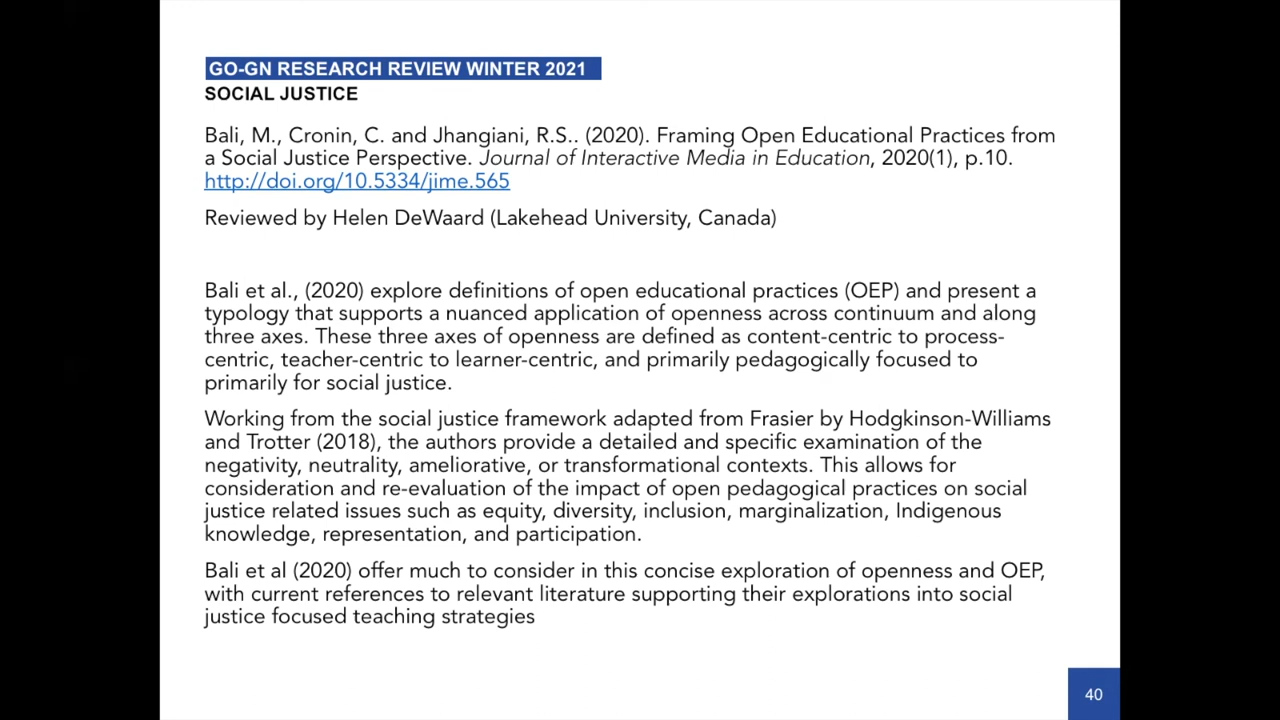 GO-GN RESEARCH REVIEW WINTER 2021
SOCIAL JUSTICE
Bali, M., Cronin, C. and Jhangiani, R.S.. (2020). Framing Open Educational Practices from
a Social Justice Perspective. Journal of Interactive Media in Education, 2020(1), p.10.
http://doi.org/10.5334/jime.565
Reviewed by Helen DeWaard (Lakehead University, Canada)
Bali et al., (2020) explore definitions of open educational practices (OEP) and present a
typology that supports a nuanced application of openness across continuum and along
three axes. These three axes of openness are defined as content-centric to process-
centric, teacher-centric to learner-centric, and primarily pedagogically focused to
primarily for social justice.
Working from the social justice framework adapted from Frasier by Hodgkinson-Williams
and Trotter (2018), the authors provide a detailed and specific examination of the
negativity, neutrality, ameliorative, or transformational contexts. This allows for
consideration and re-evaluation of the impact of open pedagogical practices on social
justice related issues such as equity, diversity, inclusion, marginalization, Indigenous
knowledge, representation, and participation.
Bali et al (2020) offer much to consider in this concise exploration of openness and OEP,
with current references to relevant literature supporting their explorations into social
justice focused teaching strategies
40